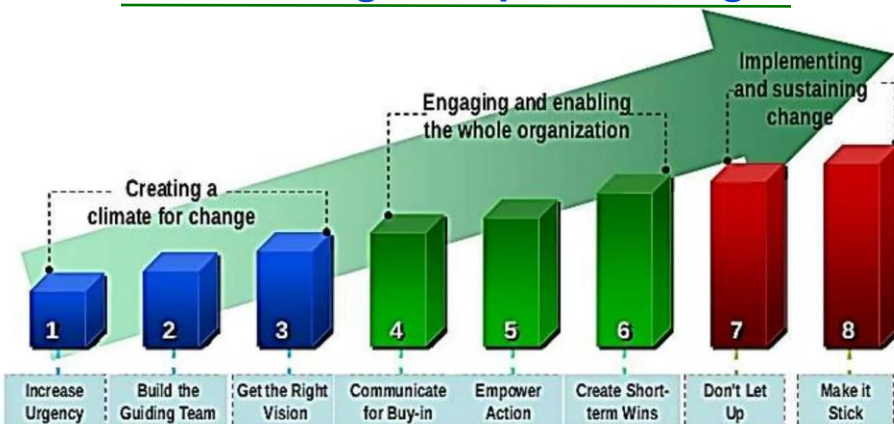 Implementing
and sustaining
change
Engaging and enabling
the whole organization
Creating a
climate for change
1
2
3
4
5
6
7
8
Increase
Urgency
Build the
Guiding Team
Get the Right
Vision
Communicate
for Buy-in
Empower
Action
Create Short-
term Wins
Don't Let
Up
Make it
Stick